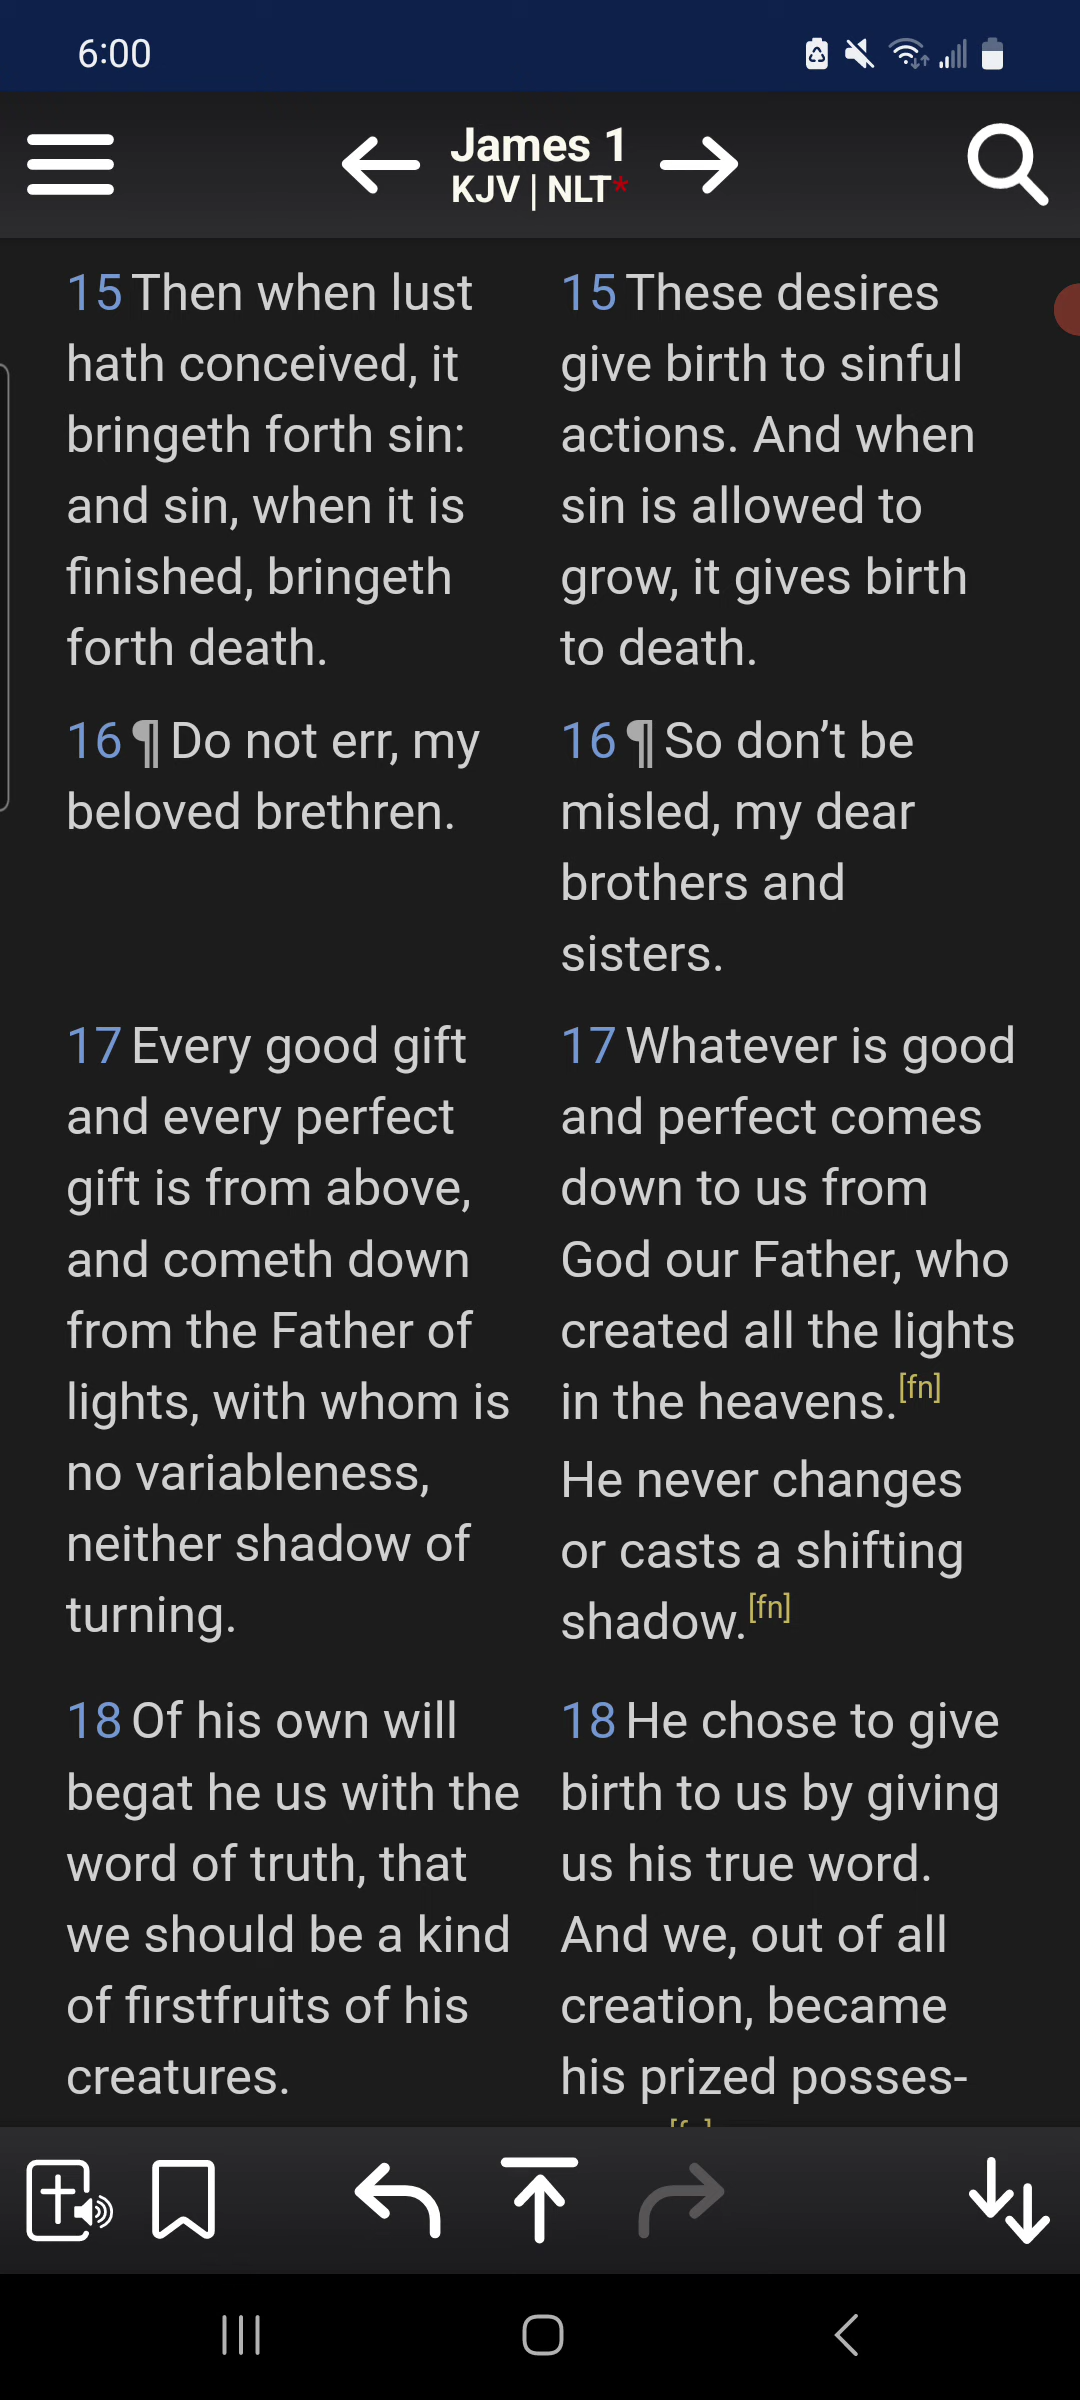 6:00
James 1
KJV | NLT*
15 Then when lust
hath conceived, it
bringeth forth sin:
and sin, when it is
finished, bringeth
forth death.
16 ¶ Do not err, my
beloved brethren.
17 Every good gift
and every perfect
gift is from above,
and cometh down
from the Father of
lights, with whom is
no variableness,
neither shadow of
turning.
18 Of his own will
begat he us with the
word of truth, that
we should be a kind
of firstfruits of his
creatures.
15 These desires
give birth to sinful
actions. And when
sin is allowed to
grow, it gives birth
to death.
16 ¶ So don’t be
misled, my dear
brothers and
sisters.
17 Whatever is good
and perfect comes
down to us from
God our Father, who
created all the lights
in the heavens.[fn]
He never changes
or casts a shifting
shadow.[fn]
18 He chose to give
birth to us by giving
us his true word.
And we, out of all
creation, became
his prized posses-